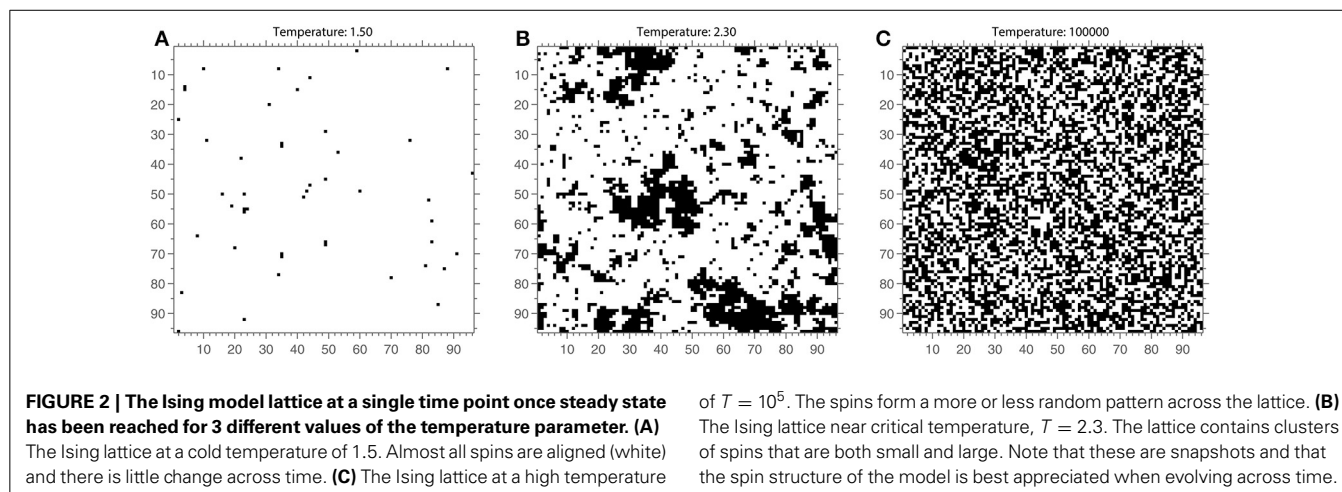 A
Temperature: 1.50
10
20
30
40
50
60
70
80
90
10 20 30 40 50 60 70 80 90
B
Temperature: 2.30
10
20
30
40
50
60
70
80
90
10 20 30 40 50 60 70 80 90
C
Temperature: 100000
10
20
30
40
50
60
70
80
90
10 20 30 40 50 60 70 80 90
FIGURE 2 | The Ising model lattice at a single time point once steady state
has been reached for 3 different values of the temperature parameter. (A)
The Ising lattice at a cold temperature of 1.5. Almost all spins are aligned (white)
and there is little change across time. (C) The Ising lattice at a high temperature
of T = 10⁵. The spins form a more or less random pattern across the lattice. (B)
The Ising lattice near critical temperature, T = 2.3. The lattice contains clusters
of spins that are both small and large. Note that these are snapshots and that
the spin structure of the model is best appreciated when evolving across time.